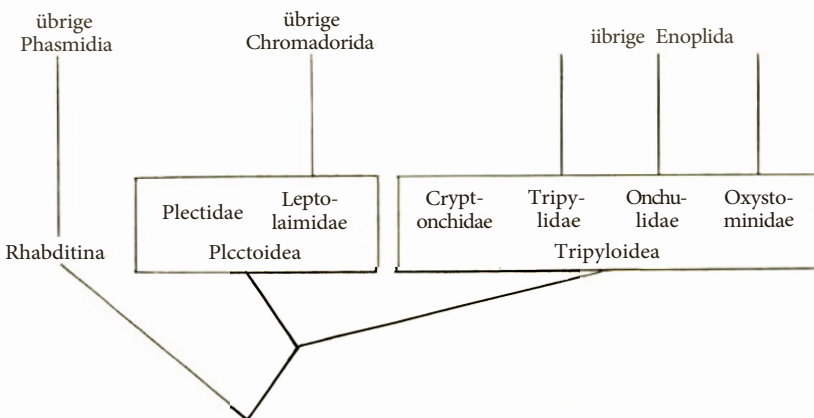 übrige
Phasmidia
übrige
Chromadorida
iibrige Enoplida
Plectidae
Lepto-
laimidae
Crypt-
onchidae
Tripy-
lidae
Onchu-
lidae
Oxysto-
minidae
Rhabditina
Plcctoidea
Tripyloidea